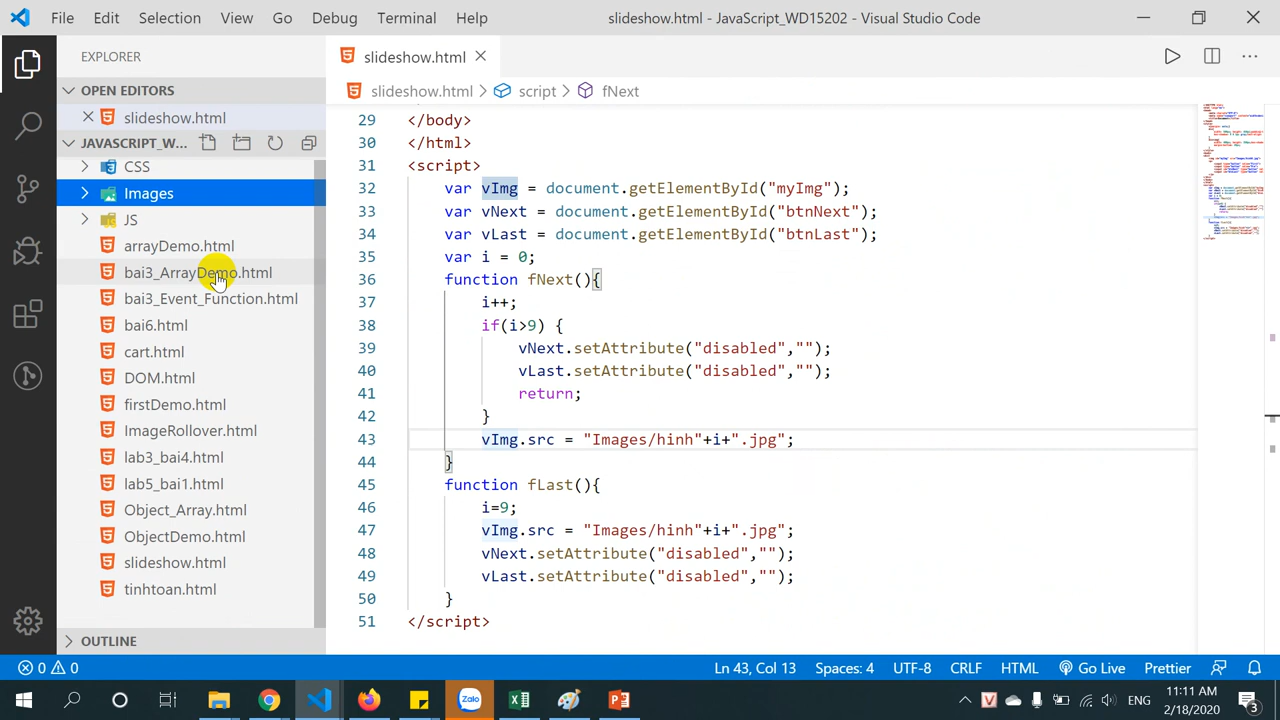 File Edit Selection View Go Debug Terminal Help slideshow.html - JavaScript_WD15202 - Visual Studio Code
EXPLORER
slideshow.html
OPEN EDITORS
slideshow.html
slideshow.html > script > fNext
JAVASCRIPT_W...
CSS
Images
JS
arrayDemo.html
bai3_ArrayDemo.html
bai3_Event_Function.html
bai6.html
cart.html
DOM.html
firstDemo.html
ImageRollover.html
lab3_bai4.html
lab5_bai1.html
Object_Array.html
ObjectDemo.html
slideshow.html
tinhtoan.html
OUTLINE
29 </body>
30 </html>
31 <script>
32 var vImg = document.getElementById("myImg");
33 var vNext = document.getElementById("btnNext");
34 var vLast = document.getElementById("btnLast");
35 var i = 0;
36 function fNext(){
37 i++;
38 if(i>9) {
39 vNext.setAttribute("disabled","");
40 vLast.setAttribute("disabled","");
41 return;
42 }
43 vImg.src = "Images/hinh"+i+".jpg";
44 }
45 function fLast(){
46 i=9;
47 vImg.src = "Images/hinh"+i+".jpg";
48 vNext.setAttribute("disabled","");
49 vLast.setAttribute("disabled","");
50 }
51 </script>
0 0 Ln 43, Col 13 Spaces: 4 UTF-8 CRLF HTML Go Live Prettier
Zalo
ENG
11:11 AM
2/18/2020
3